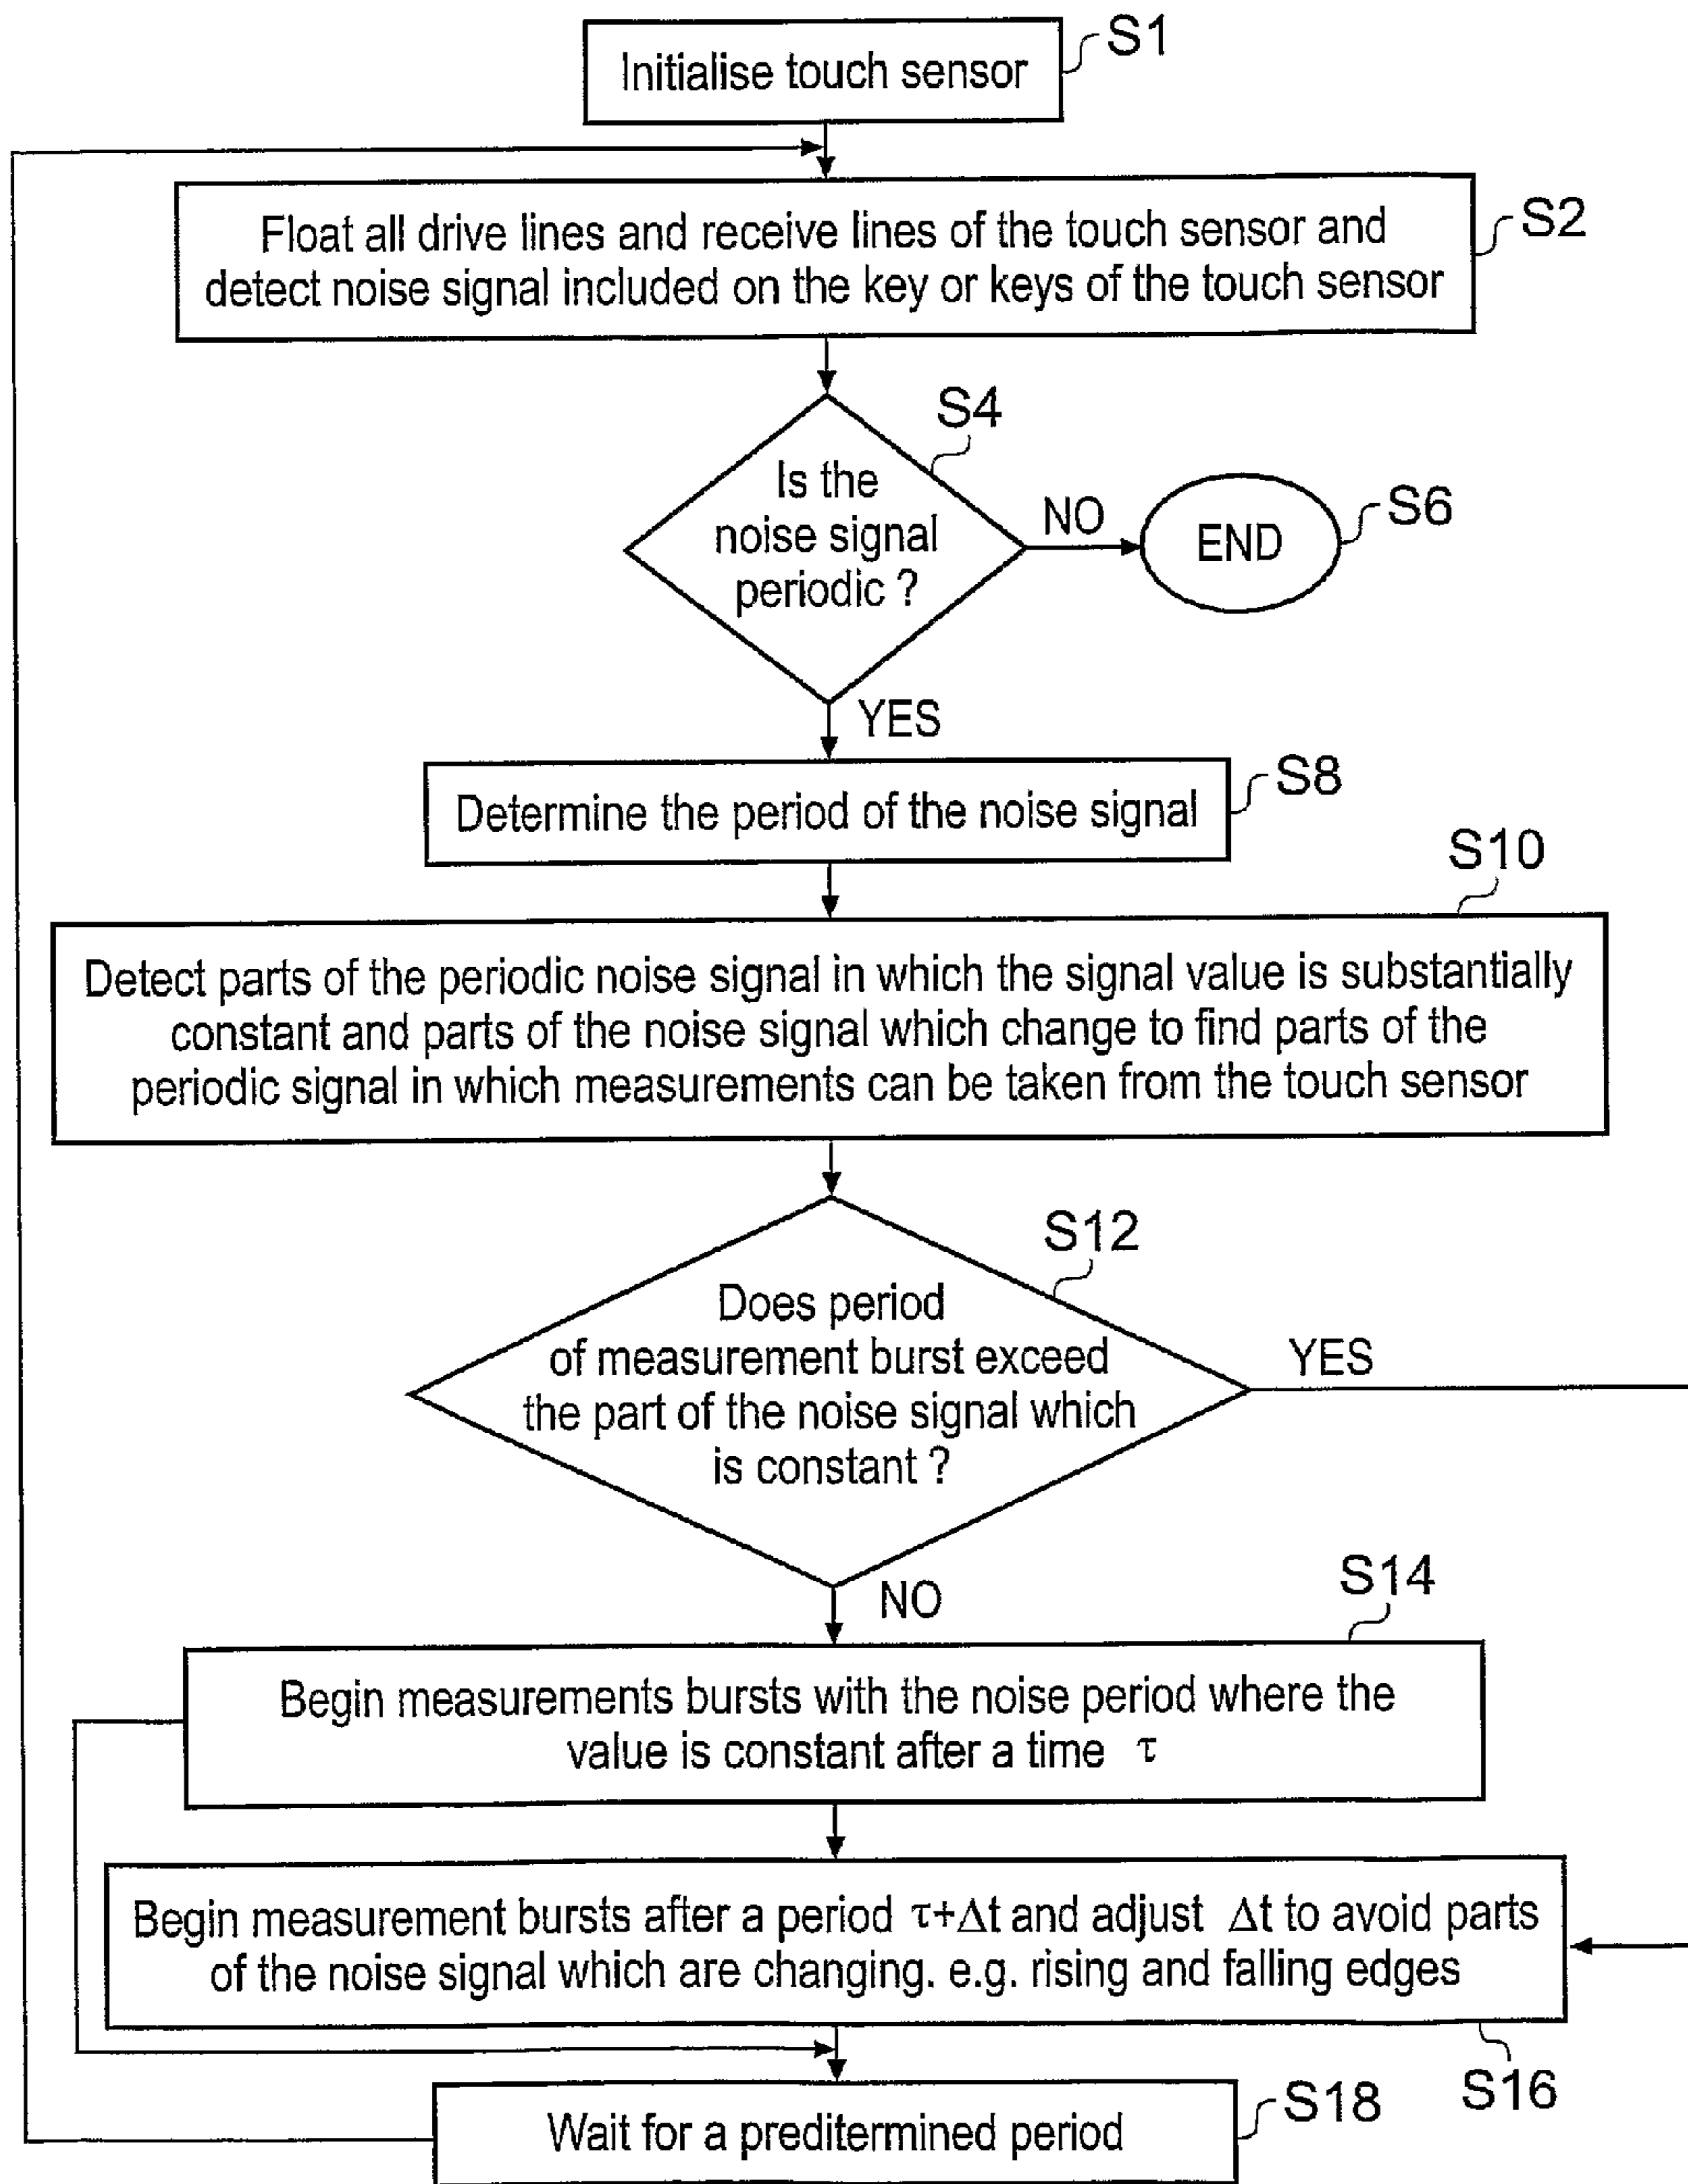 Initialise touch sensor
S1
Float all drive lines and receive lines of the touch sensor and
detect noise signal included on the key or keys of the touch sensor
S2
S4
Is the
noise signal
periodic ?
NO
END
S6
YES
Determine the period of the noise signal
S8
S10
Detect parts of the periodic noise signal in which the signal value is substantially
constant and parts of the noise signal which change to find parts of the
periodic signal in which measurements can be taken from the touch sensor
S12
Does period
of measurement burst exceed
the part of the noise signal which
is constant ?
YES
NO
S14
Begin measurements bursts with the noise period where the
value is constant after a time τ
Begin measurement bursts after a period τ+Δt and adjust Δt to avoid parts
of the noise signal which are changing. e.g. rising and falling edges
S16
Wait for a preditermined period
S18